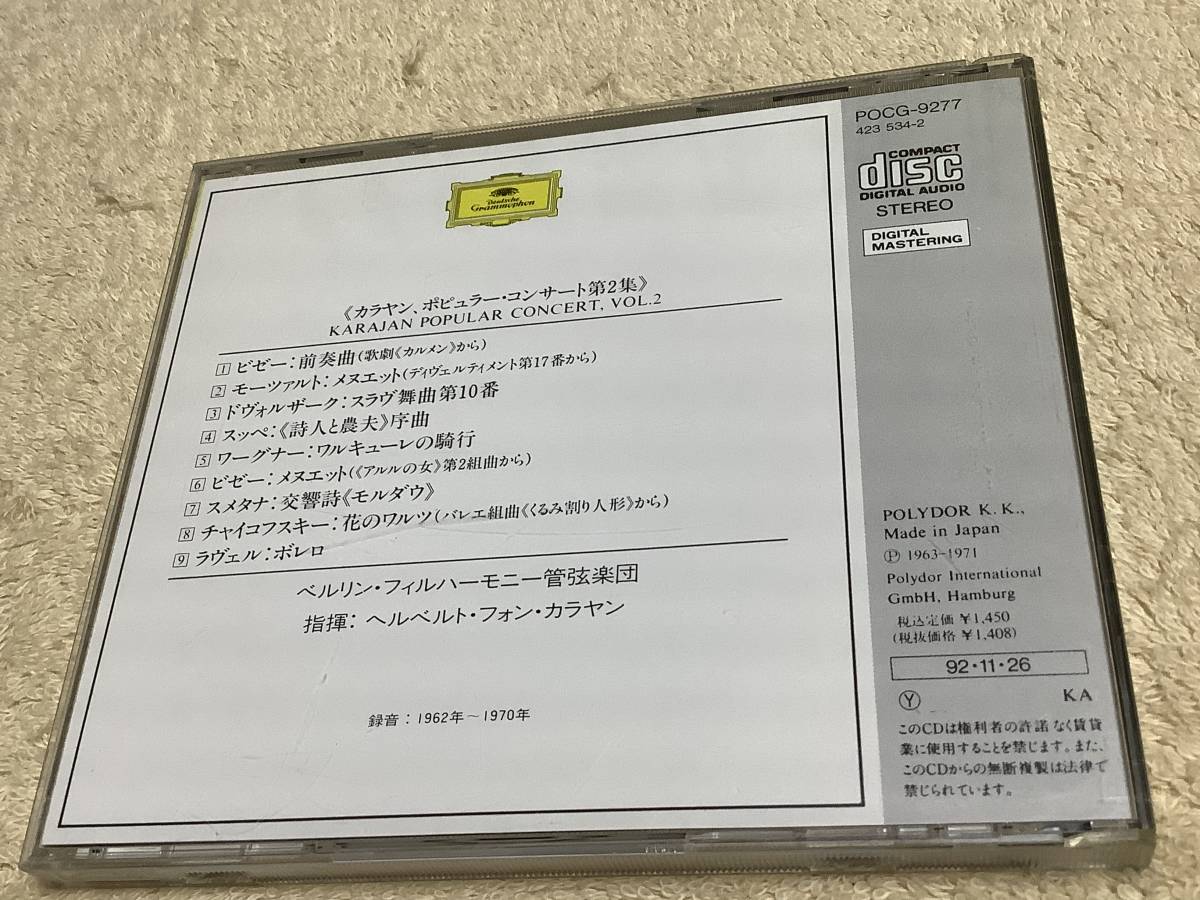 Deutsche
Grammophon
《カラヤン、ポピュラー・コンサート第2集》
KARAJAN POPULAR CONCERT, VOL.2
1 ビゼー：前奏曲(歌劇《カルメン》から)
2 モーツァルト：メヌエット(ディヴェルティメント第17番から)
3 ドヴォルザーク：スラヴ舞曲第10番
4 スッペ：《詩人と農夫》序曲
5 ワーグナー：ワルキューレの騎行
6 ビゼー：メヌエット(《アルルの女》第2組曲から)
7 スメタナ：交響詩《モルダウ》
8 チャイコフスキー：花のワルツ(バレエ組曲《くるみ割り人形》から)
9 ラヴェル：ボレロ
ベルリン・フィルハーモニー管弦楽団
指揮：ヘルベルト・フォン・カラヤン
録音：1962年～1970年
POCG-9277
423 534-2
COMPACT
disc
DIGITAL AUDIO
STEREO
DIGITAL
MASTERING
POLYDOR K. K.,
Made in Japan
Ⓟ 1963-1971
Polydor International
GmbH, Hamburg
税込定価 ¥1,450
(税抜価格 ¥1,408)
92・11・26
Ⓨ KA
このCDは権利者の許諾なく賃貸
業に使用することを禁じます。また、
このCDからの無断複製は法律で
禁じられています。